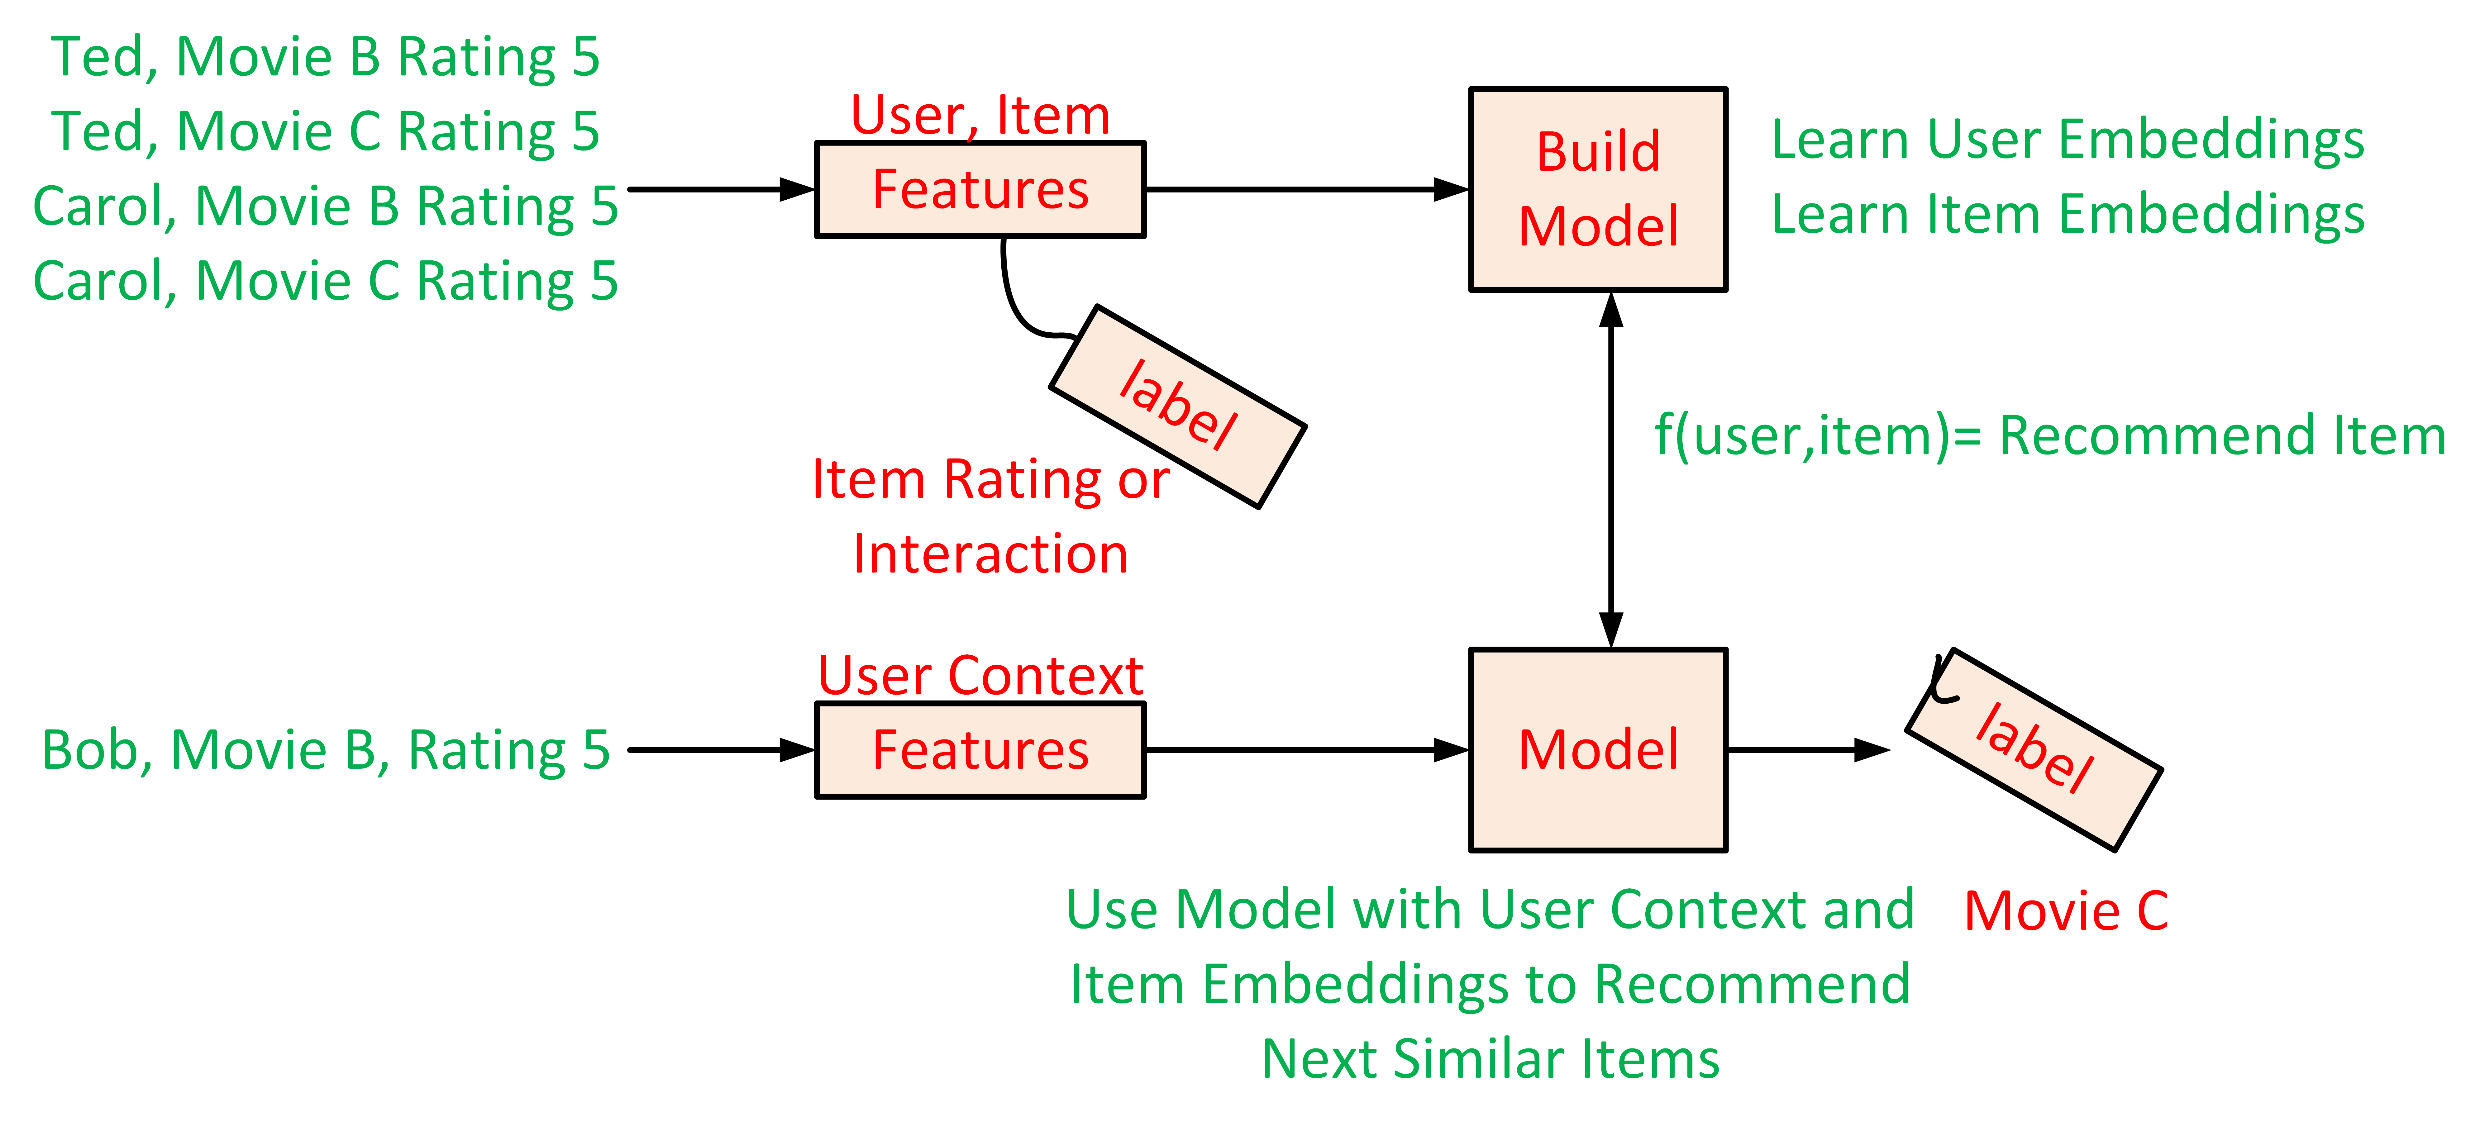 Ted, Movie B Rating 5
Ted, Movie C Rating 5
Carol, Movie B Rating 5
Carol, Movie C Rating 5
User, Item
Features
label
Item Rating or
Interaction
Build
Model
Learn User Embeddings
Learn Item Embeddings
f(user,item)= Recommend Item
Bob, Movie B, Rating 5
User Context
Features
Model
label
Movie C
Use Model with User Context and
Item Embeddings to Recommend
Next Similar Items